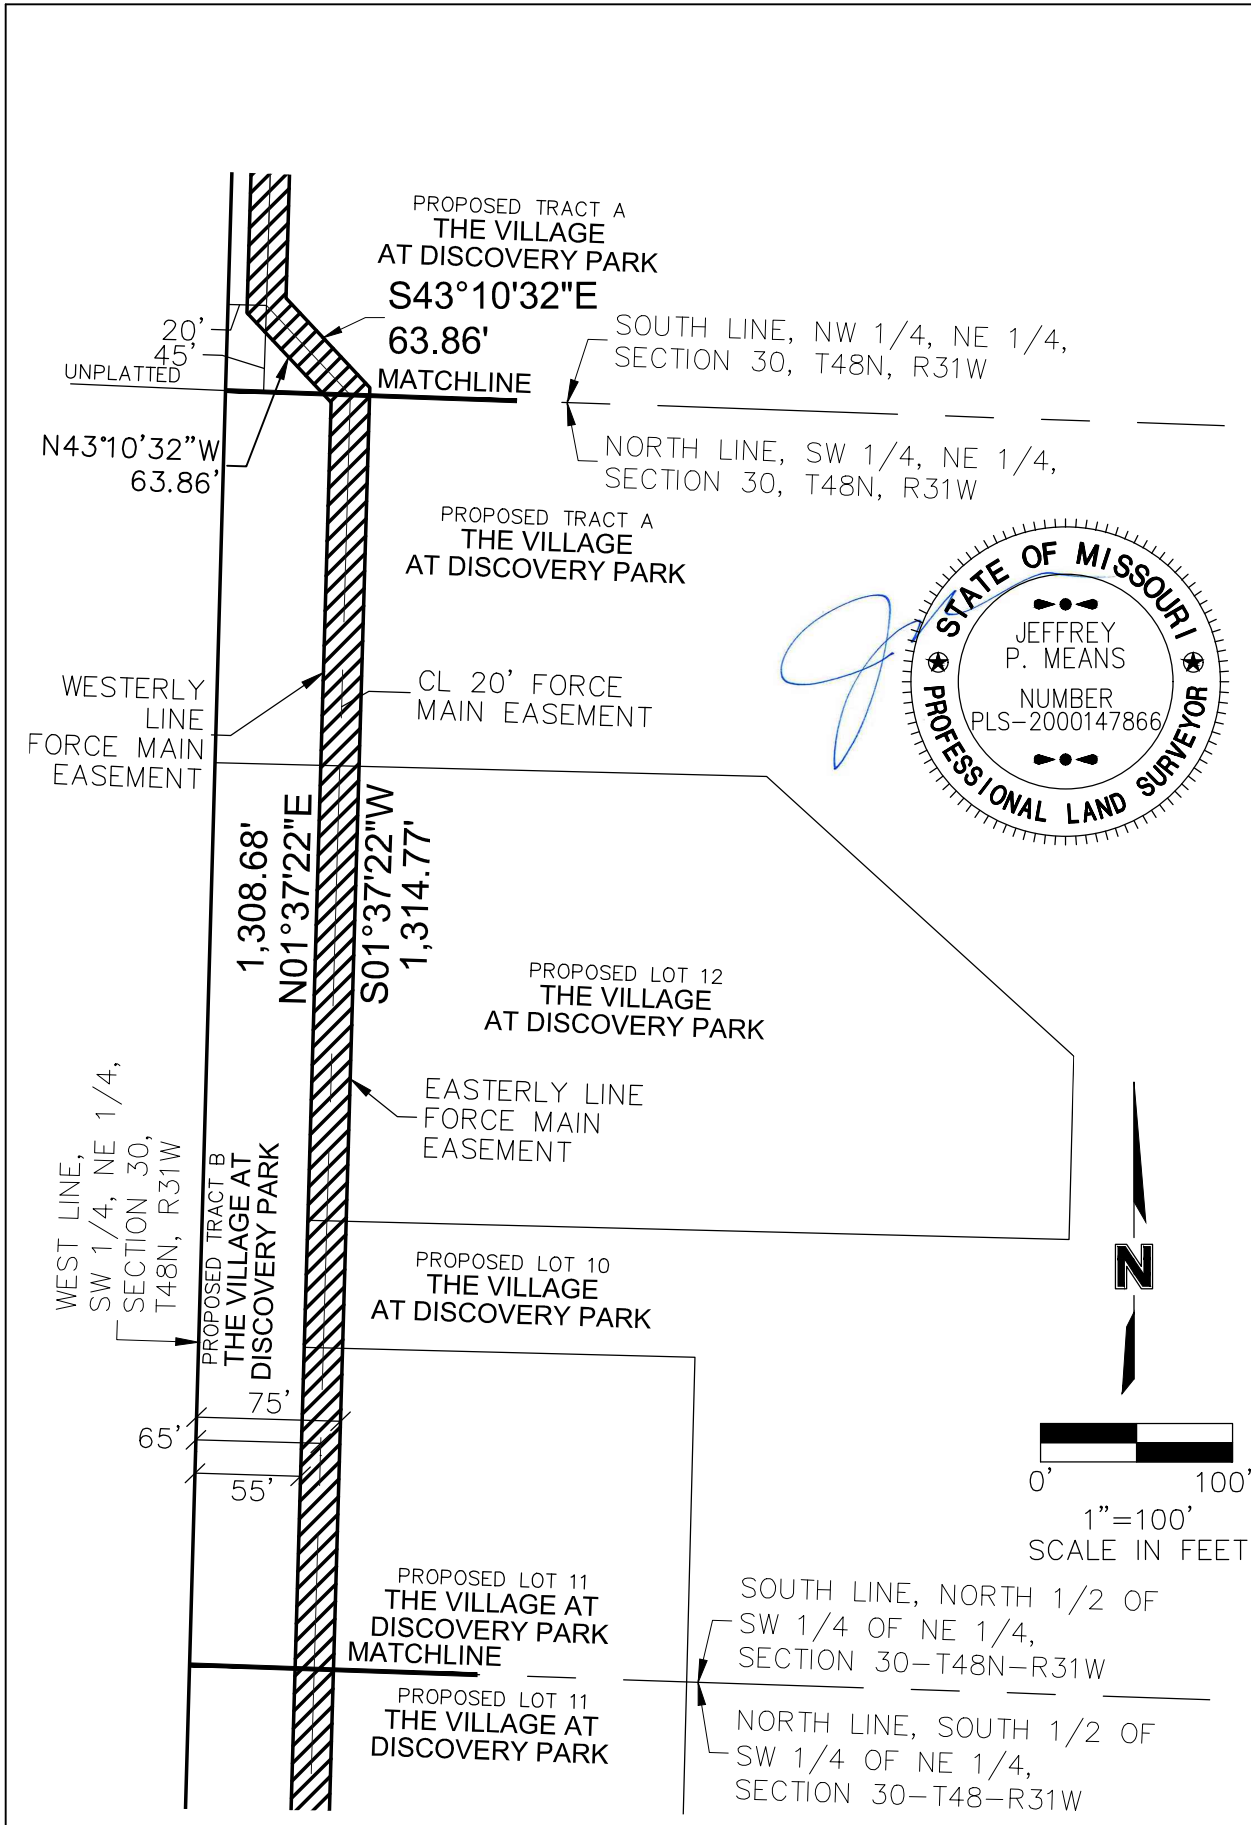 PROPOSED TRACT A
THE VILLAGE
AT DISCOVERY PARK
S43°10'32"E
63.86'
20'
45'
UNPLATTED
MATCHLINE
SOUTH LINE, NW 1/4, NE 1/4,
SECTION 30, T48N, R31W
N43°10'32"W
63.86'
NORTH LINE, SW 1/4, NE 1/4,
SECTION 30, T48N, R31W
PROPOSED TRACT A
THE VILLAGE
AT DISCOVERY PARK
STATE OF MISSOURI
JEFFREY
P. MEANS
NUMBER
PLS-2000147866
PROFESSIONAL LAND SURVEYOR
WESTERLY
LINE
FORCE MAIN
EASEMENT
CL 20' FORCE
MAIN EASEMENT
1,308.68'
N01°37'22"E
S01°37'22"W
1,314.77'
PROPOSED LOT 12
THE VILLAGE
AT DISCOVERY PARK
EASTERLY LINE
FORCE MAIN
EASEMENT
WEST LINE,
SW 1/4, NE 1/4,
SECTION 30,
T48N, R31W
PROPOSED TRACT B
THE VILLAGE AT
DISCOVERY PARK
PROPOSED LOT 10
THE VILLAGE
AT DISCOVERY PARK
N
75'
65'
55'
0' 100'
1"=100'
SCALE IN FEET
PROPOSED LOT 11
THE VILLAGE AT
DISCOVERY PARK
MATCHLINE
SOUTH LINE, NORTH 1/2 OF
SW 1/4 OF NE 1/4,
SECTION 30-T48N-R31W
PROPOSED LOT 11
THE VILLAGE AT
DISCOVERY PARK
NORTH LINE, SOUTH 1/2 OF
SW 1/4 OF NE 1/4,
SECTION 30-T48-R31W